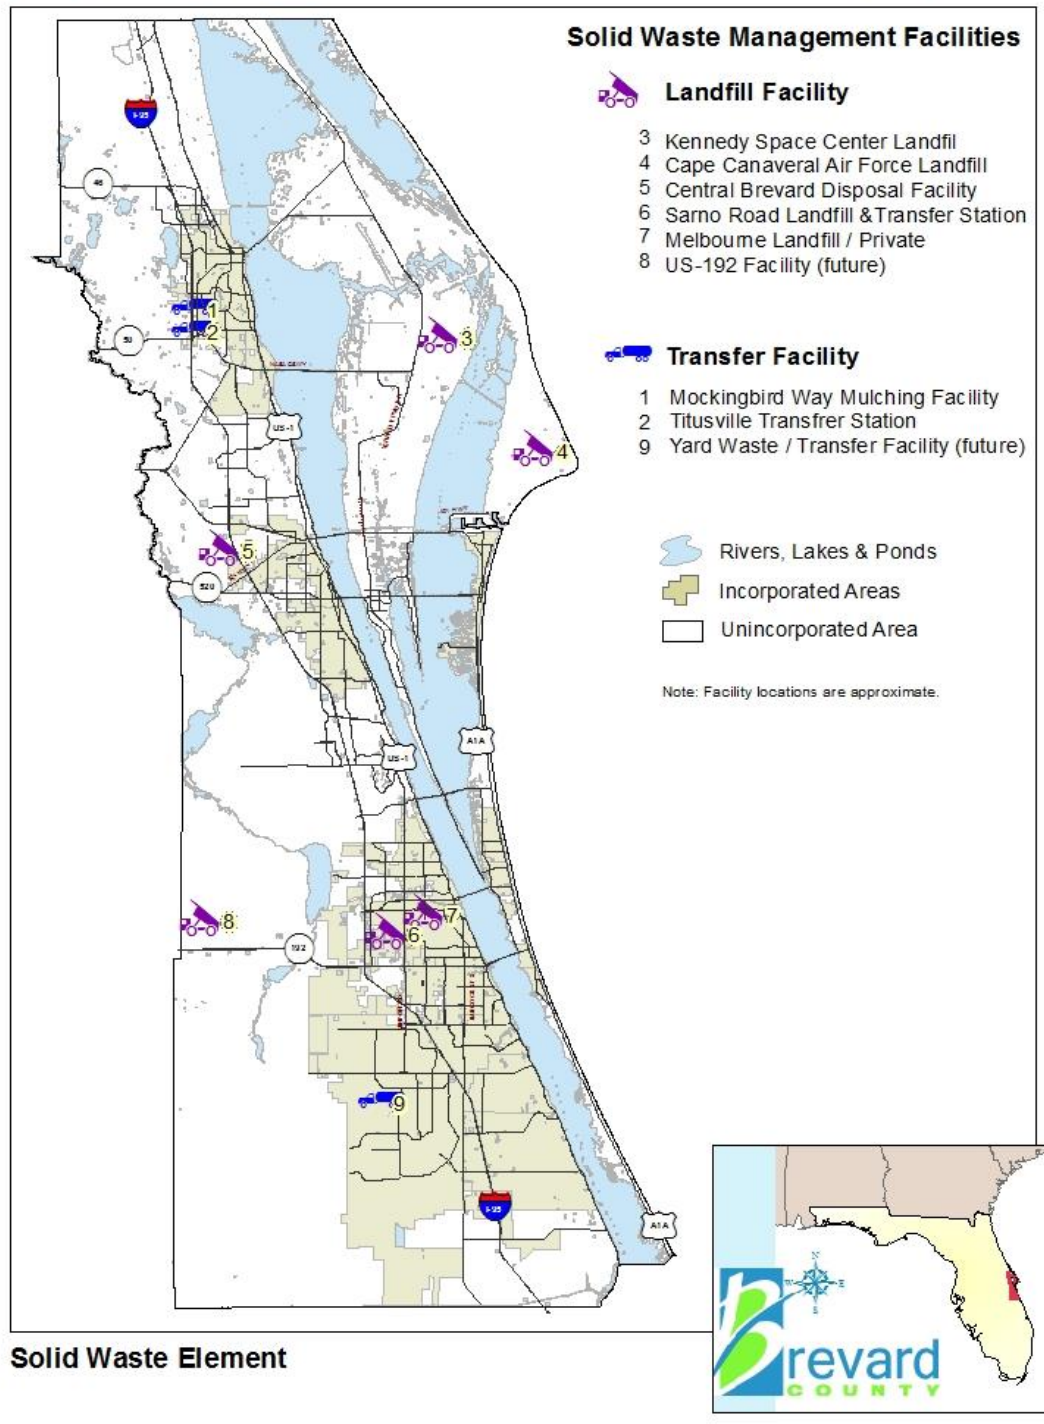 Solid Waste Management Facilities
Landfill Facility
3 Kennedy Space Center Landfil
4 Cape Canaveral Air Force Landfill
5 Central Brevard Disposal Facility
6 Sarno Road Landfill &Transfer Station
7 Melbourne Landfill / Private
8 US-192 Facility (future)
Transfer Facility
1 Mockingbird Way Mulching Facility
2 Titusville Transfrer Station
9 Yard Waste / Transfer Facility (future)
Rivers, Lakes & Ponds
Incorporated Areas
Unincorporated Area
Note: Facility locations are approximate.
I-95
46
1
2
50
3
US-1
4
5
520
A1A
US-1
8
7
6
192
9
I-95
A1A
N
W E
S
Brevard
COUNTY
Solid Waste Element